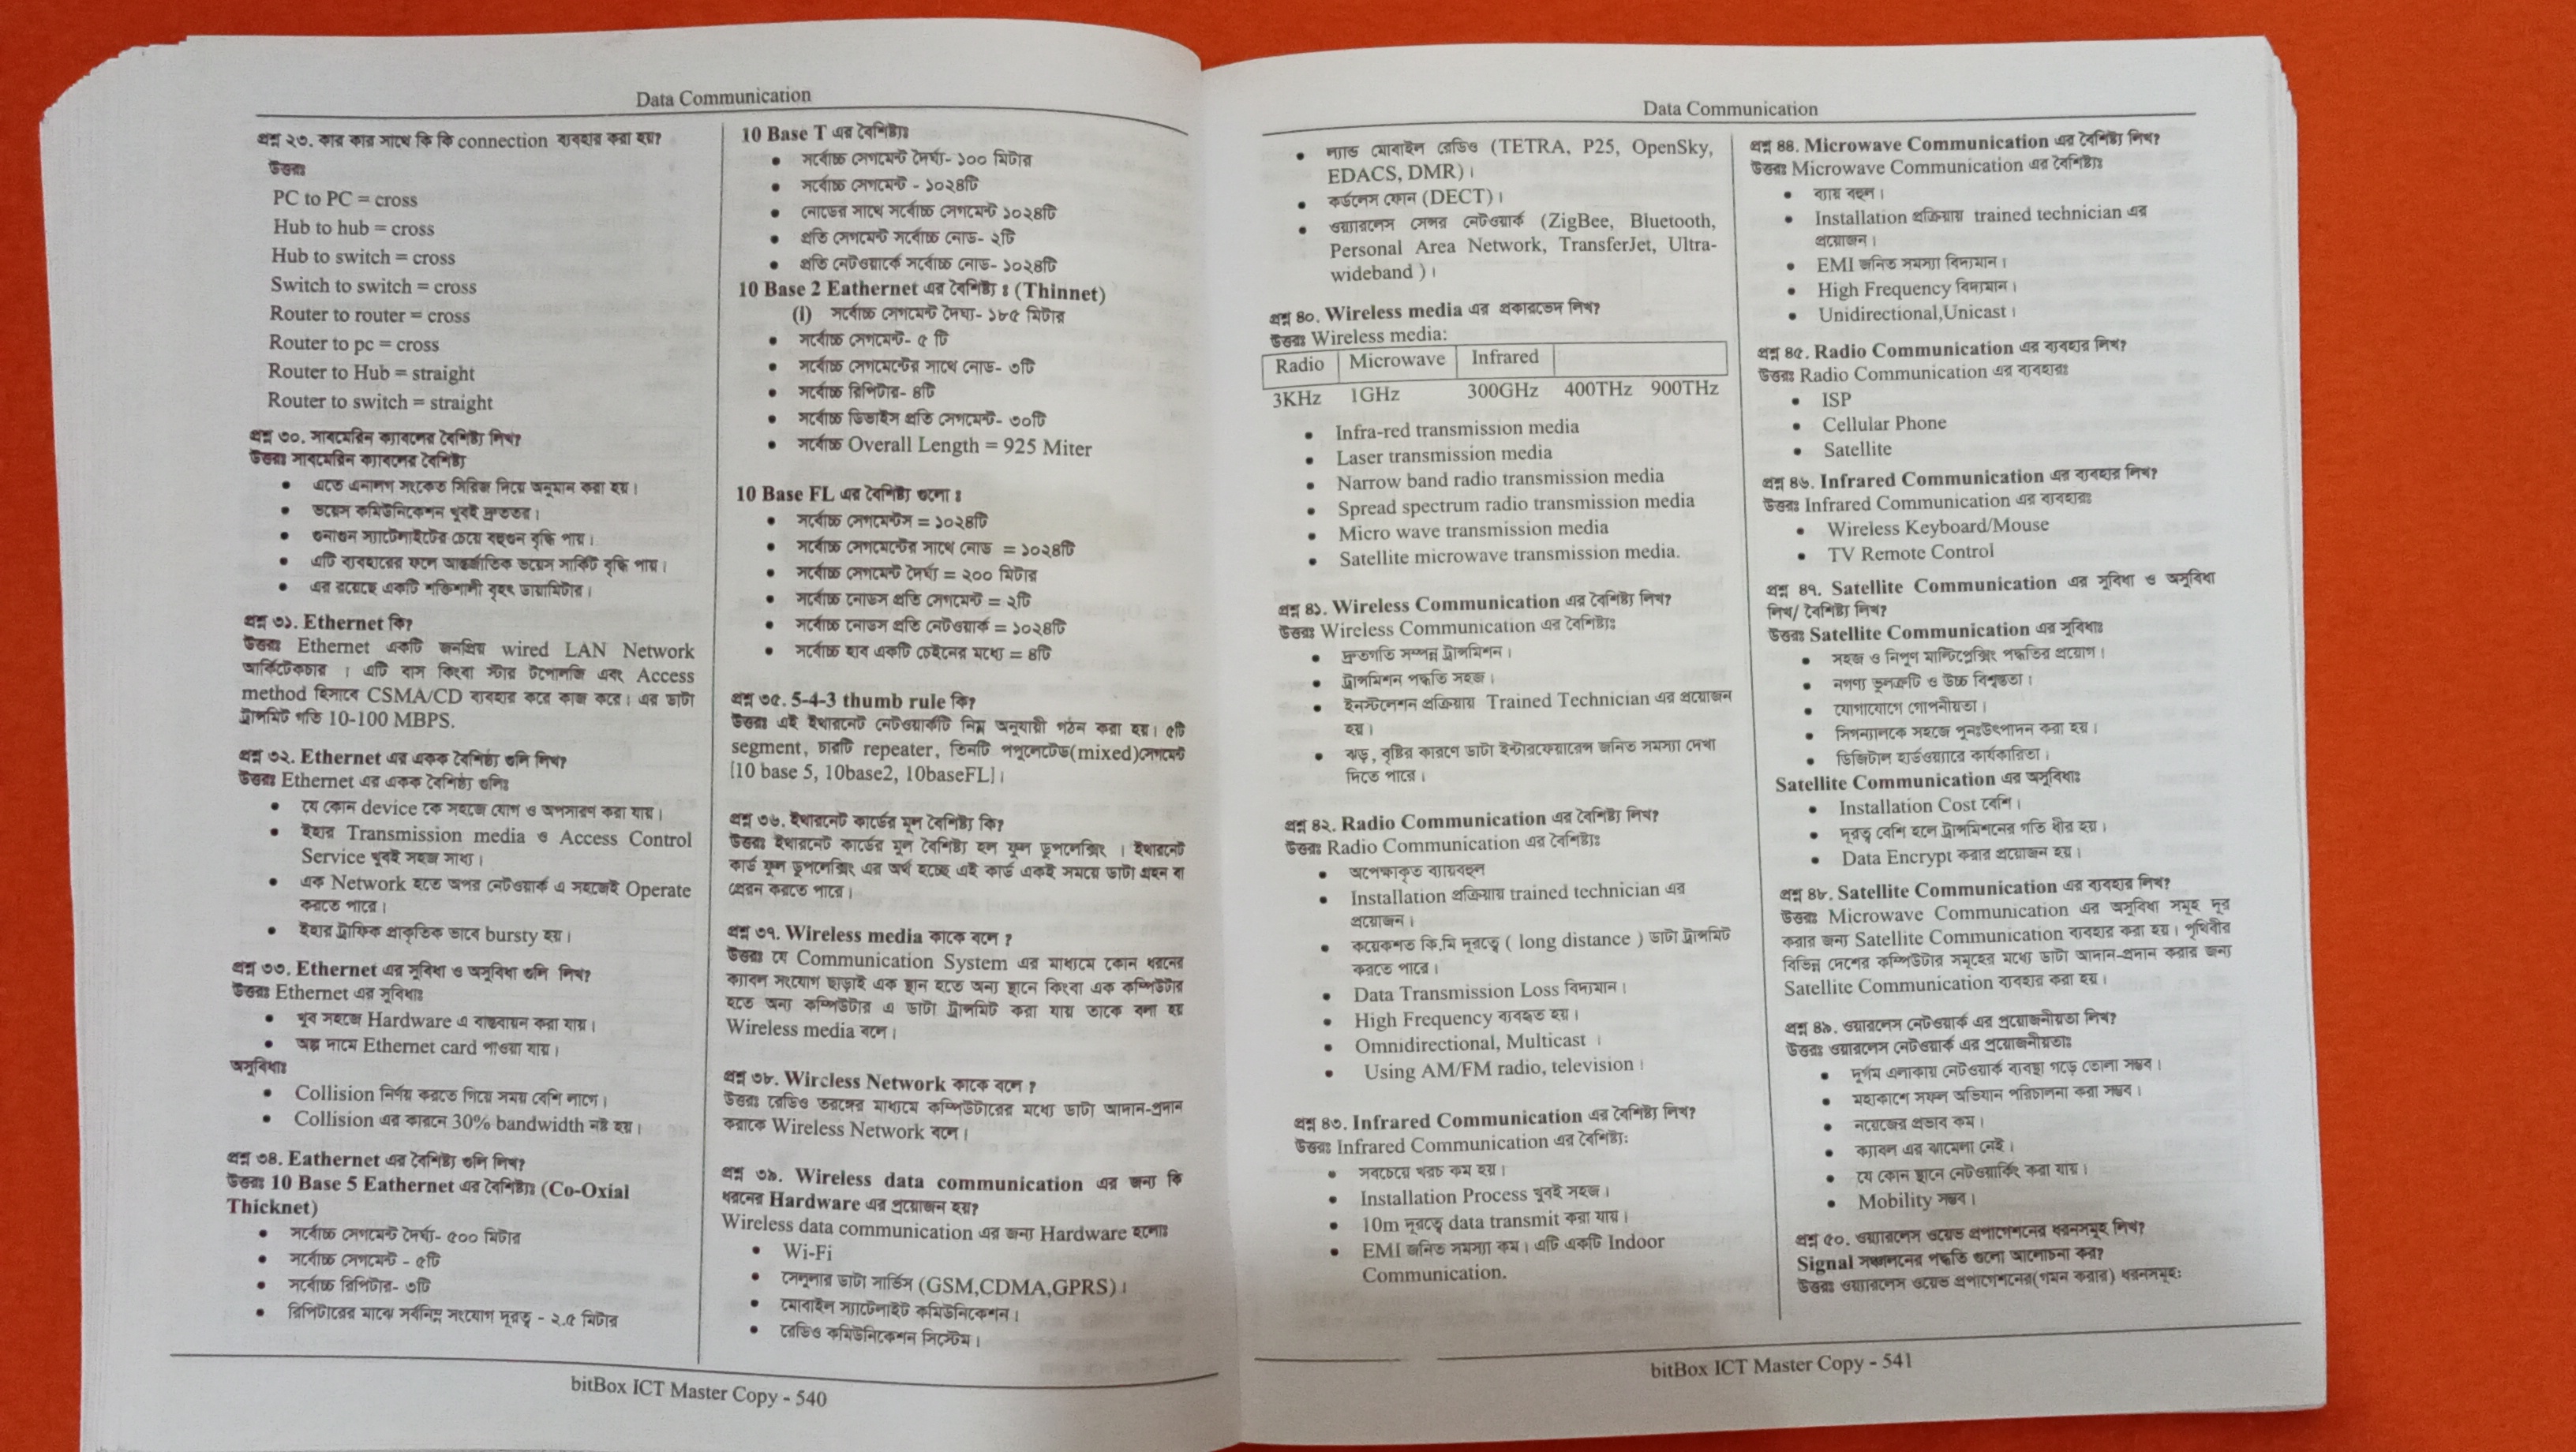 Data Communication
প্রশ্ন ২৩. কার কার সাথে কি কি connection ব্যবহার করা হয়?
উত্তরঃ
PC to PC = cross
Hub to hub = cross
Hub to switch = cross
Switch to switch = cross
Router to router = cross
Router to pc = cross
Router to Hub = straight
Router to switch = straight
প্রশ্ন ৩০. সাবমেরিন ক্যাবলের বৈশিষ্ট্য লিখ?
উত্তরঃ সাবমেরিন ক্যাবলের বৈশিষ্ট্য
• এতে এনালগ সংকেত সিরিজ নিয়ে অনুমান করা হয়।
• ভয়েস কমিউনিকেশন খুবই দ্রুততর।
• গুনাগুন স্যাটেলাইটের চেয়ে বহুগুন বৃদ্ধি পায়।
• এটি ব্যবহারের ফলে আন্তর্জাতিক ভয়েস সার্কিট বৃদ্ধি পায়।
• এর রয়েছে একটি শক্তিশালী বৃহৎ ডায়ামিটার।
প্রশ্ন ৩১. Ethernet কি?
উত্তরঃ Ethernet একটি জনপ্রিয় wired LAN Network
আর্কিটেকচার । এটি বাস কিংবা স্টার টপোলজি এবং Access
method হিসাবে CSMA/CD ব্যবহার করে কাজ করে। এর ডাটা
ট্রান্সমিট গতি 10-100 MBPS.
প্রশ্ন ৩২. Ethernet এর একক বৈশিষ্ট্য গুলি লিখ?
উত্তরঃ Ethernet এর একক বৈশিষ্ট্য গুলিঃ
• যে কোন device কে সহজে যোগ ও অপসারণ করা যায়।
• ইহার Transmission media ও Access Control
Service খুবই সহজ সাধ্য।
• এক Network হতে অপর নেটওয়ার্ক এ সহজেই Operate
করতে পারে।
• ইহার ট্রাফিক প্রাকৃতিক ভাবে bursty হয়।
প্রশ্ন ৩৩. Ethernet এর সুবিধা ও অসুবিধা গুলি লিখ?
উত্তরঃ Ethernet এর সুবিধাঃ
• খুব সহজে Hardware এ বাস্তবায়ন করা যায়।
• অল্প দামে Ethernet card পাওয়া যায়।
অসুবিধাঃ
• Collision নির্ণয় করতে গিয়ে সময় বেশি লাগে।
• Collision এর কারনে 30% bandwidth নষ্ট হয়।
প্রশ্ন ৩৪. Eathernet এর বৈশিষ্ট্য গুলি লিখ?
উত্তরঃ 10 Base 5 Eathernet এর বৈশিষ্ট্যঃ (Co-Oxial
Thicknet)
• সর্বোচ্চ সেগমেন্ট দৈর্ঘ্য- ৫০০ মিটার
• সর্বোচ্চ সেগমেন্ট - ৫টি
• সর্বোচ্চ রিপিটার- ৩টি
• রিপিটারের মাঝে সর্বনিম্ন সংযোগ দূরত্ব - ২.৫ মিটার
10 Base T এর বৈশিষ্ট্যঃ
• সর্বোচ্চ সেগমেন্ট দৈর্ঘ্য- ১০০ মিটার
• সর্বোচ্চ সেগমেন্ট - ১০২৪টি
• নোডের সাথে সর্বোচ্চ সেগমেন্ট ১০২৪টি
• প্রতি সেগমেন্ট সর্বোচ্চ নোড- ২টি
• প্রতি নেটওয়ার্কে সর্বোচ্চ নোড- ১০২৪টি
10 Base 2 Eathernet এর বৈশিষ্ট্য ঃ (Thinnet)
(I) সর্বোচ্চ সেগমেন্ট দৈঘ্য- ১৮৫ মিটার
• সর্বোচ্চ সেগমেন্ট- ৫ টি
• সর্বোচ্চ সেগমেন্টের সাথে নোড- ৩টি
• সর্বোচ্চ রিপিটার- ৪টি
• সর্বোচ্চ ডিভাইস প্রতি সেগমেন্ট- ৩০টি
• সর্বোচ্চ Overall Length = 925 Miter
10 Base FL এর বৈশিষ্ট্য গুলো ঃ
• সর্বোচ্চ সেগমেন্টস = ১০২৪টি
• সর্বোচ্চ সেগমেন্টের সাথে নোড = ১০২৪টি
• সর্বোচ্চ সেগমেন্ট দৈর্ঘ্য = ২০০ মিটার
• সর্বোচ্চ নোডস প্রতি সেগমেন্ট = ২টি
• সর্বোচ্চ নোডস প্রতি নেটওয়ার্ক = ১০২৪টি
• সর্বোচ্চ হাব একটি চেইনের মধ্যে = ৪টি
প্রশ্ন ৩৫. 5-4-3 thumb rule কি?
উত্তরঃ এই ইথারনেট নেটওয়ার্কটি নিম্ন অনুযায়ী গঠন করা হয়। ৫টি
segment, চারটি repeater, তিনটি পপুলেটেড(mixed)সেগমেন্ট
[10 base 5, 10base2, 10baseFL]।
প্রশ্ন ৩৬. ইথারনেট কার্ডের মূল বৈশিষ্ট্য কি?
উত্তরঃ ইথারনেট কার্ডের মুল বৈশিষ্ট্য হল ফুল ডুপলেক্সিং । ইথারনেট
কার্ড ফুল ডুপলেক্সিং এর অর্থ হচ্ছে এই কার্ড একই সময়ে ডাটা গ্রহন বা
প্রেরন করতে পারে।
প্রশ্ন ৩৭. Wireless media কাকে বলে ?
উত্তরঃ যে Communication System এর মাধ্যমে কোন ধরনের
ক্যাবল সংযোগ ছাড়াই এক স্থান হতে অন্য স্থানে কিংবা এক কম্পিউটার
হতে অন্য কম্পিউটার এ ডাটা ট্রান্সমিট করা যায় তাকে বলা হয়
Wireless media বলে।
প্রশ্ন ৩৮. Wireless Network কাকে বলে ?
উত্তরঃ রেডিও তরঙ্গের মাধ্যমে কম্পিউটারের মধ্যে ডাটা আদান-প্রদান
করাকে Wireless Network বলে।
প্রশ্ন ৩৯. Wireless data communication এর জন্য কি
ধরনের Hardware এর প্রয়োজন হয়?
Wireless data communication এর জন্য Hardware হলোঃ
• Wi-Fi
• সেলুলার ডাটা সার্ভিস (GSM,CDMA,GPRS)।
• মোবাইল স্যাটেলাইট কমিউনিকেশন।
• রেডিও কমিউনিকেশন সিস্টেম।
bitBox ICT Master Copy - 540
Data Communication
• ল্যান্ড মোবাইল রেডিও (TETRA, P25, OpenSky,
EDACS, DMR)।
• কর্ডলেস ফোন (DECT)।
• ওয়্যারলেস সেন্সর নেটওয়ার্ক (ZigBee, Bluetooth,
Personal Area Network, TransferJet, Ultra-
wideband )।
প্রশ্ন ৪০. Wireless media এর প্রকারভেদ লিখ?
উত্তরঃ Wireless media:
Radio Microwave Infrared
3KHz 1GHz 300GHz 400THz 900THz
• Infra-red transmission media
• Laser transmission media
• Narrow band radio transmission media
• Spread spectrum radio transmission media
• Micro wave transmission media
• Satellite microwave transmission media.
প্রশ্ন ৪১. Wireless Communication এর বৈশিষ্ট্য লিখ?
উত্তরঃ Wireless Communication এর বৈশিষ্ট্যঃ
• দ্রুতগতি সম্পন্ন ট্রান্সমিশন।
• ট্রান্সমিশন পদ্ধতি সহজ।
• ইনস্টলেশন প্রক্রিয়ায় Trained Technician এর প্রয়োজন
হয়।
• ঝড়, বৃষ্টির কারণে ডাটা ইন্টারফেয়ারেন্স জনিত সমস্যা দেখা
দিতে পারে।
প্রশ্ন ৪২. Radio Communication এর বৈশিষ্ট্য লিখ?
উত্তরঃ Radio Communication এর বৈশিষ্ট্যঃ
• অপেক্ষাকৃত ব্যায়বহুল
• Installation প্রক্রিয়ায় trained technician এর
প্রয়োজন।
• কয়েকশত কি.মি দূরত্বে ( long distance ) ডাটা ট্রান্সমিট
করতে পারে।
• Data Transmission Loss বিদ্যমান।
• High Frequency ব্যবহৃত হয়।
• Omnidirectional, Multicast ।
• Using AM/FM radio, television।
প্রশ্ন ৪৩. Infrared Communication এর বৈশিষ্ট্য লিখ?
উত্তরঃ Infrared Communication এর বৈশিষ্ট্য:
• সবচেয়ে খরচ কম হয়।
• Installation Process খুবই সহজ।
• 10m দূরত্বে data transmit করা যায়।
• EMI জনিত সমস্যা কম। এটি একটি Indoor
Communication.
প্রশ্ন ৪৪. Microwave Communication এর বৈশিষ্ট্য লিখ?
উত্তরঃ Microwave Communication এর বৈশিষ্ট্যঃ
• ব্যায় বহুল।
• Installation প্রক্রিয়ায় trained technician এর
প্রয়োজন।
• EMI জনিত সমস্যা বিদ্যমান।
• High Frequency বিদ্যমান।
• Unidirectional,Unicast।
প্রশ্ন ৪৫. Radio Communication এর ব্যবহার লিখ?
উত্তরঃ Radio Communication এর ব্যবহারঃ
• ISP
• Cellular Phone
• Satellite
প্রশ্ন ৪৬. Infrared Communication এর ব্যবহার লিখ?
উত্তরঃ Infrared Communication এর ব্যবহারঃ
• Wireless Keyboard/Mouse
• TV Remote Control
প্রশ্ন ৪৭. Satellite Communication এর সুবিধা ও অসুবিধা
লিখ/ বৈশিষ্ট্য লিখ?
উত্তরঃ Satellite Communication এর সুবিধাঃ
• সহজ ও নিপুণ মাল্টিপ্লেক্সিং পদ্ধতির প্রয়োগ।
• নগণ্য ভুলত্রুটি ও উচ্চ বিশ্বস্ততা।
• যোগাযোগে গোপনীয়তা।
• সিগন্যালকে সহজে পুনঃউৎপাদন করা হয়।
• ডিজিটাল হার্ডওয়্যারে কার্যকারিতা।
Satellite Communication এর অসুবিধাঃ
• Installation Cost বেশি।
• দূরত্ব বেশি হলে ট্রান্সমিশনের গতি ধীর হয়।
• Data Encrypt করার প্রয়োজন হয়।
প্রশ্ন ৪৮. Satellite Communication এর ব্যবহার লিখ?
উত্তরঃ Microwave Communication এর অসুবিধা সমূহ দূর
করার জন্য Satellite Communication ব্যবহার করা হয়। পৃথিবীর
বিভিন্ন দেশের কম্পিউটার সমূহের মধ্যে ডাটা আদান-প্রদান করার জন্য
Satellite Communication ব্যবহার করা হয়।
প্রশ্ন ৪৯. ওয়ারলেস নেটওয়ার্ক এর প্রয়োজনীয়তা লিখ?
উত্তরঃ ওয়ারলেস নেটওয়ার্ক এর প্রয়োজনীয়তাঃ
• দূর্গম এলাকায় নেটওয়ার্ক ব্যবস্থা গড়ে তোলা সম্ভব।
• মহাকাশে সফল অভিযান পরিচালনা করা সম্ভব।
• নয়েজের প্রভাব কম।
• ক্যাবল এর ঝামেলা নেই।
• যে কোন স্থানে নেটওয়ার্কিং করা যায়।
• Mobility সম্ভব।
প্রশ্ন ৫০. ওয়্যারলেস ওয়েভ প্রপাগেশনের ধরনসমূহ লিখ?
Signal সঞ্চালনের পদ্ধতি গুলো আলোচনা কর?
উত্তরঃ ওয়্যারলেস ওয়েভ প্রপাগেশনের(গমন করার) ধরনসমূহ:
bitBox ICT Master Copy - 541